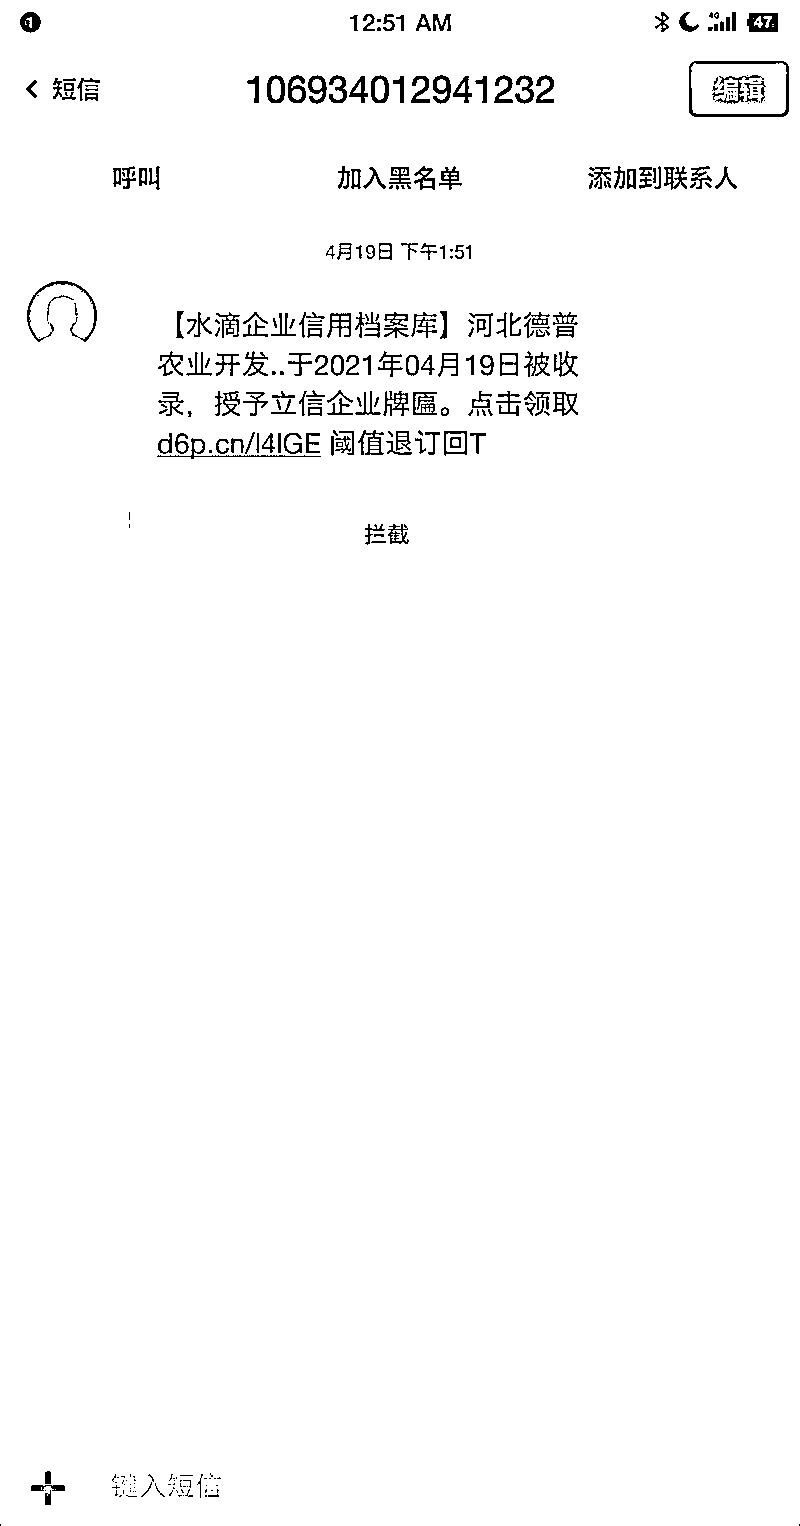 1
12:51 AM
4G
47
短信
106934012941232
编辑
呼叫
加入黑名单
添加到联系人
4月19日 下午1:51
【水滴企业信用档案库】河北德普
农业开发..于2021年04月19日被收
录，授予立信企业牌匾。点击领取
d6p.cn/I4IGE 阈值退订回T
拦截
键入短信